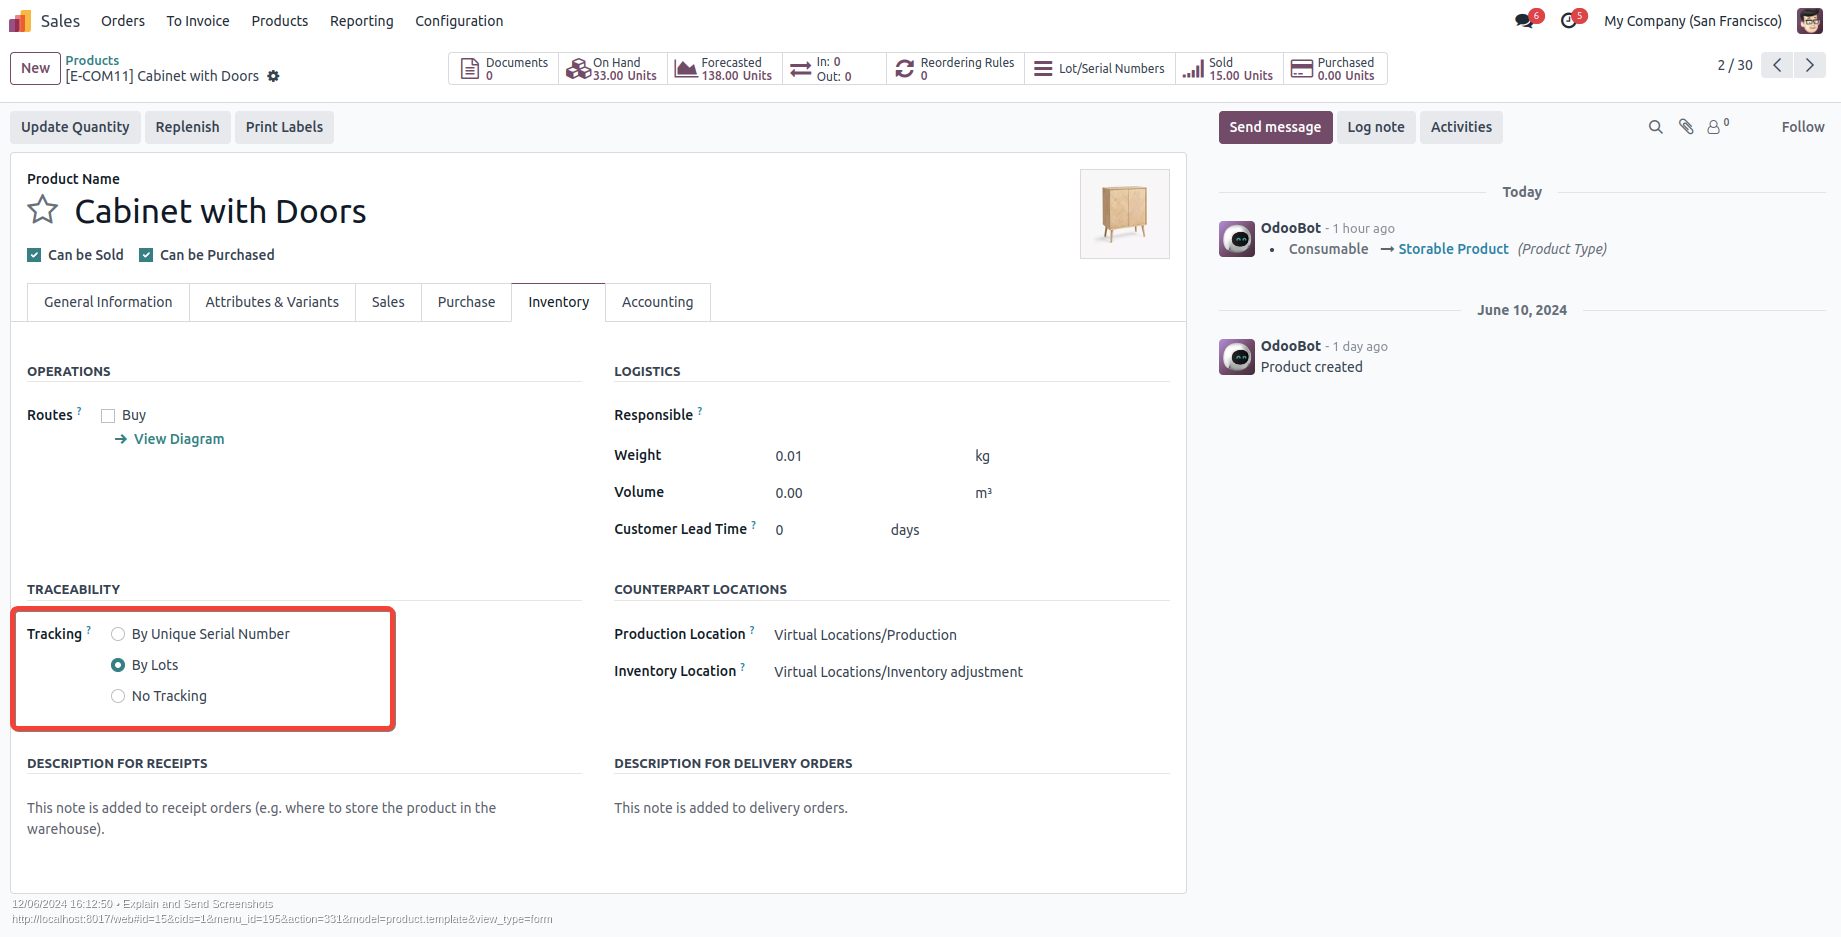 Sales Orders To Invoice Products Reporting Configuration 6 5 My Company (San Francisco)
New Products
[E-COM11] Cabinet with Doors
Documents
0
On Hand
33.00 Units
Forecasted
138.00 Units
In: 0
Out: 0
Reordering Rules
0
Lot/Serial Numbers
Sold
15.00 Units
Purchased
0.00 Units
2 / 30
Update Quantity Replenish Print Labels
Send message Log note Activities 0 Follow
Product Name
Cabinet with Doors
Can be Sold Can be Purchased
General Information Attributes & Variants Sales Purchase Inventory Accounting
OPERATIONS
Routes ? Buy
→ View Diagram
LOGISTICS
Responsible ?
Weight 0.01 kg
Volume 0.00 m³
Customer Lead Time ? 0 days
TRACEABILITY
Tracking ? By Unique Serial Number
By Lots
No Tracking
COUNTERPART LOCATIONS
Production Location ? Virtual Locations/Production
Inventory Location ? Virtual Locations/Inventory adjustment
DESCRIPTION FOR RECEIPTS
This note is added to receipt orders (e.g. where to store the product in the
warehouse).
DESCRIPTION FOR DELIVERY ORDERS
This note is added to delivery orders.
Today
OdooBot - 1 hour ago
• Consumable → Storable Product (Product Type)
June 10, 2024
OdooBot - 1 day ago
Product created
12/06/2024 16:12:50 • Explain and Send Screenshots
http://localhost:8017/web#id=15&cids=1&menu_id=195&action=331&model=product.template&view_type=form